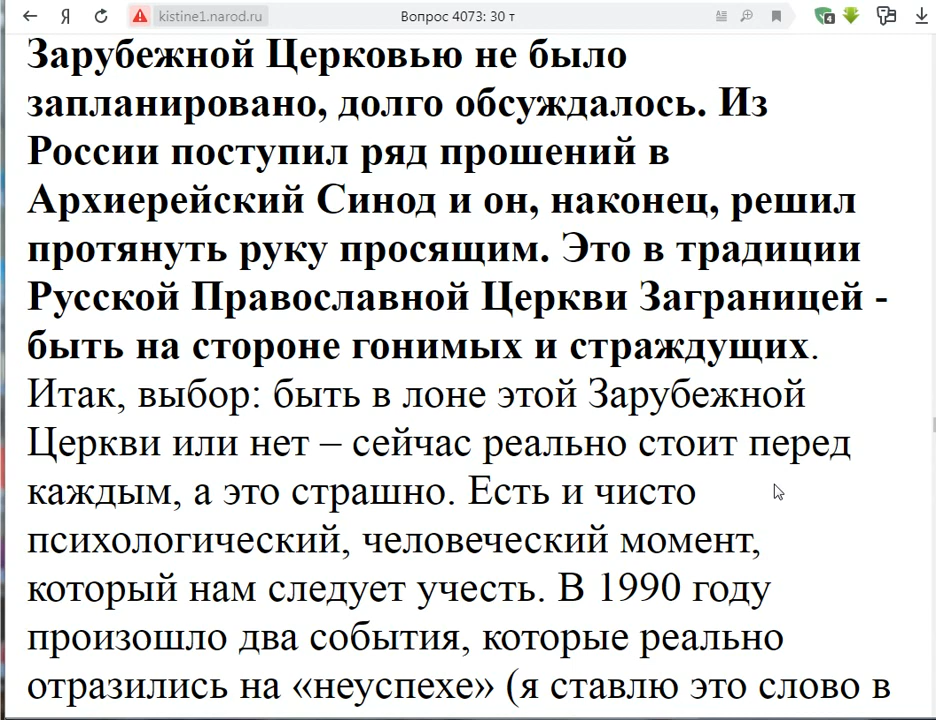 kistine1.narod.ru
Вопрос 4073: 30 т
4
Зарубежной Церковью не было
запланировано, долго обсуждалось. Из
России поступил ряд прошений в
Архиерейский Синод и он, наконец, решил
протянуть руку просящим. Это в традиции
Русской Православной Церкви Заграницей -
быть на стороне гонимых и страждущих.
Итак, выбор: быть в лоне этой Зарубежной
Церкви или нет – сейчас реально стоит перед
каждым, а это страшно. Есть и чисто
психологический, человеческий момент,
который нам следует учесть. В 1990 году
произошло два события, которые реально
отразились на «неуспехе» (я ставлю это слово в